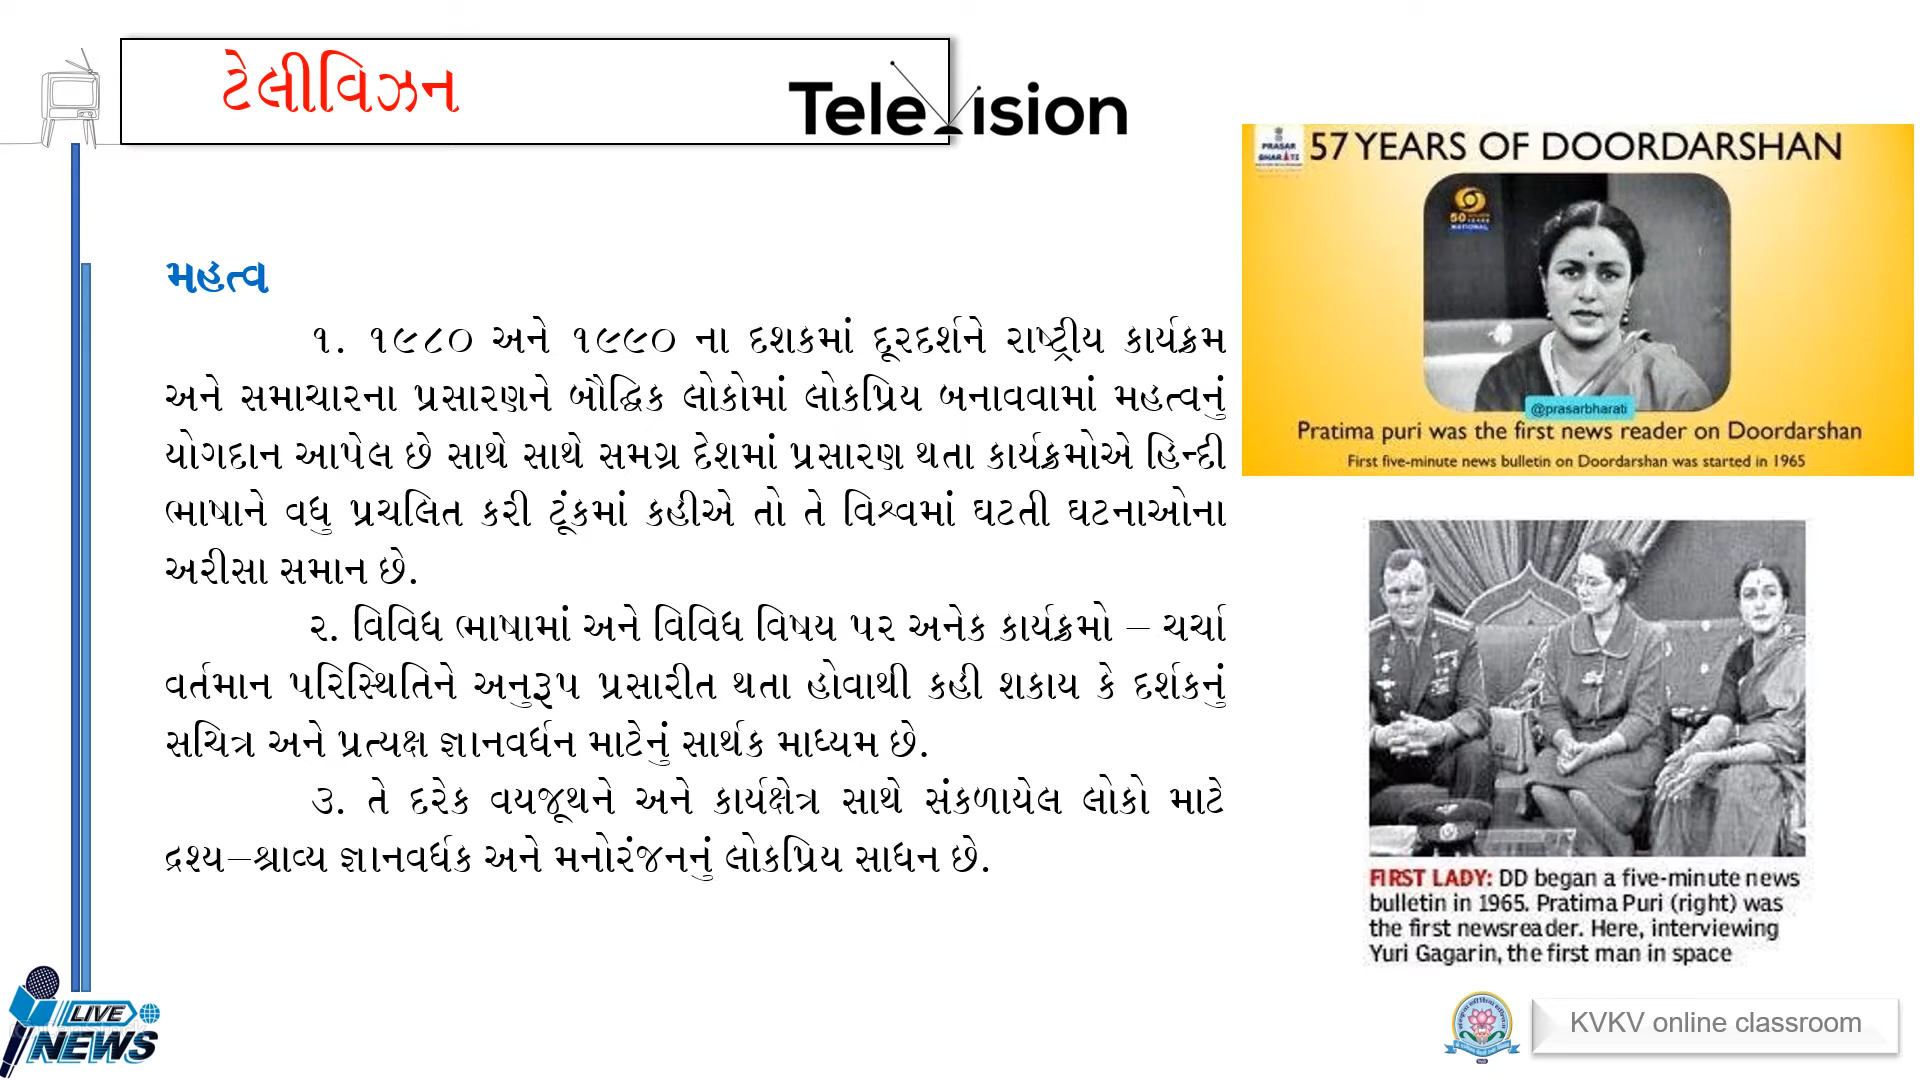 ટેલીવિઝન
Television
મહત્વ
૧. ૧૯૮૦ અને ૧૯૯૦ ના દશકમાં દૂરદર્શને રાષ્ટ્રીય કાર્યક્રમ
અને સમાચારના પ્રસારણને બૌદ્ધિક લોકોમાં લોકપ્રિય બનાવવામાં મહત્વનું
યોગદાન આપેલ છે સાથે સાથે સમગ્ર દેશમાં પ્રસારણ થતા કાર્યક્રમોએ હિન્દી
ભાષાને વધુ પ્રચલિત કરી ટૂંકમાં કહીએ તો તે વિશ્વમાં ઘટતી ઘટનાઓના
અરીસા સમાન છે.
૨. વિવિધ ભાષામાં અને વિવિધ વિષય પર અનેક કાર્યક્રમો – ચર્ચા
વર્તમાન પરિસ્થિતિને અનુરૂપ પ્રસારીત થતા હોવાથી કહી શકાય કે દર્શકનું
સચિત્ર અને પ્રત્યક્ષ જ્ઞાનવર્ધન માટેનું સાર્થક માધ્યમ છે.
૩. તે દરેક વયજૂથને અને કાર્યક્ષેત્ર સાથે સંકળાયેલ લોકો માટે
દ્રશ્ય–શ્રાવ્ય જ્ઞાનવર્ધક અને મનોરંજનનું લોકપ્રિય સાધન છે.
PRASAR
BHARATI
57 YEARS OF DOORDARSHAN
50
YEARS
NATIONAL
@prasarbharati
Pratima puri was the first news reader on Doordarshan
First five-minute news bulletin on Doordarshan was started in 1965
FIRST LADY: DD began a five-minute news
bulletin in 1965. Pratima Puri (right) was
the first newsreader. Here, interviewing
Yuri Gagarin, the first man in space
LIVE
NEWS
KVKV online classroom